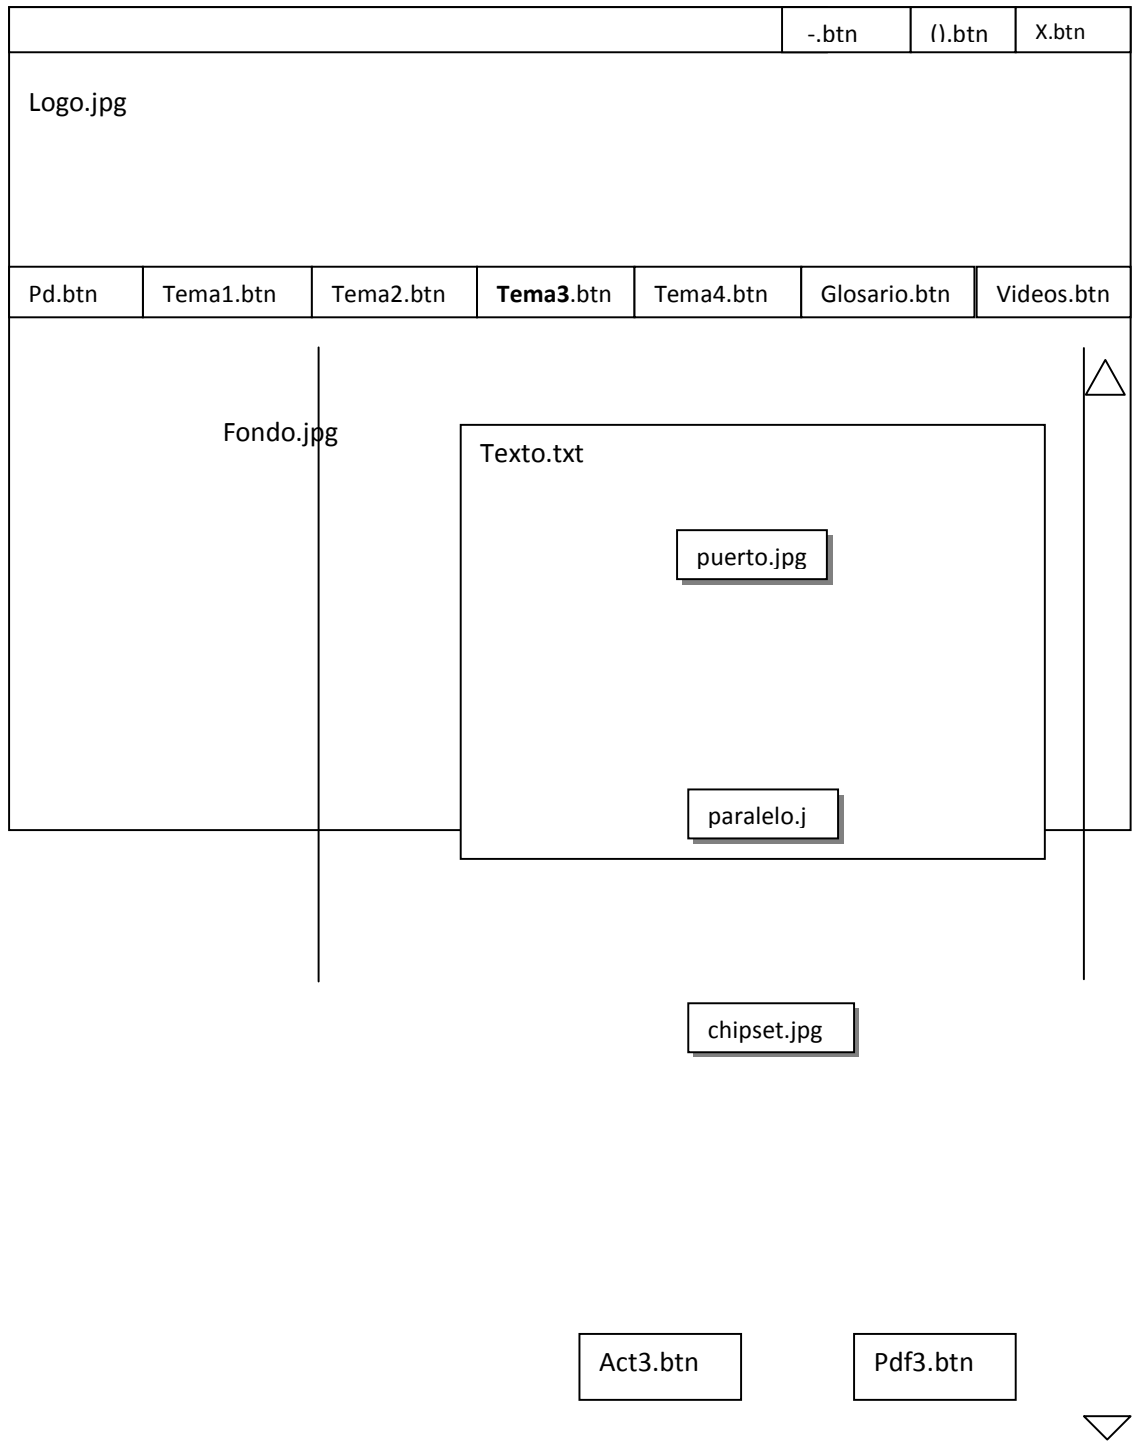 -.btn
().btn
X.btn
Logo.jpg
Pd.btn
Tema1.btn
Tema2.btn
Tema3.btn
Tema4.btn
Glosario.btn
Videos.btn
Fondo.jpg
Texto.txt
puerto.jpg
paralelo.j
chipset.jpg
Act3.btn
Pdf3.btn